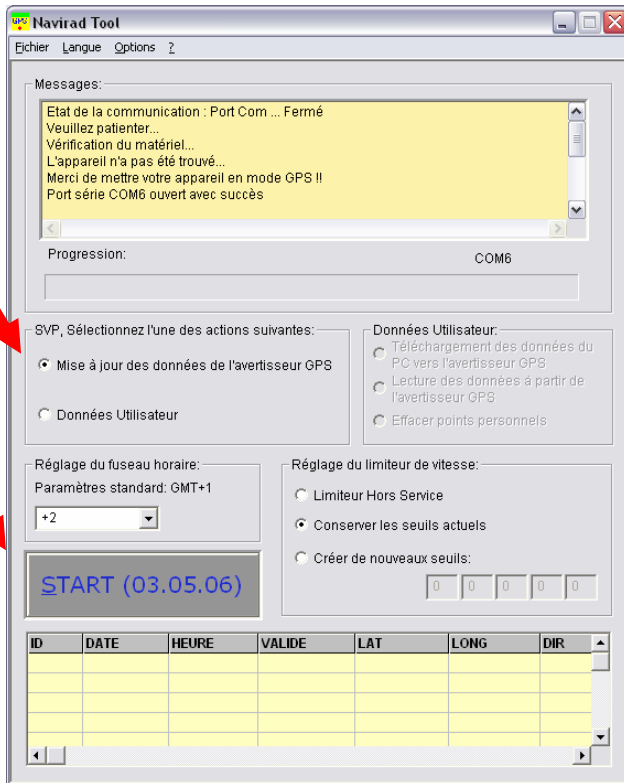 GPS Navirad Tool
Fichier Langue Options ?
Messages:
Etat de la communication : Port Com ... Fermé
Veuillez patienter...
Vérification du matériel...
L'appareil n'a pas été trouvé...
Merci de mettre votre appareil en mode GPS !!
Port série COM6 ouvert avec succès
Progression:
COM6
SVP, Sélectionnez l'une des actions suivantes:
Mise à jour des données de l'avertisseur GPS
Données Utilisateur
Données Utilisateur:
Téléchargement des données du
PC vers l'avertisseur GPS
Lecture des données à partir de
l'avertisseur GPS
Effacer points personnels
Réglage du fuseau horaire:
Paramètres standard: GMT+1
+2
Réglage du limiteur de vitesse:
Limiteur Hors Service
Conserver les seuils actuels
Créer de nouveaux seuils:
0 0 0 0 0
START (03.05.06)
ID DATE HEURE VALIDE LAT LONG DIR